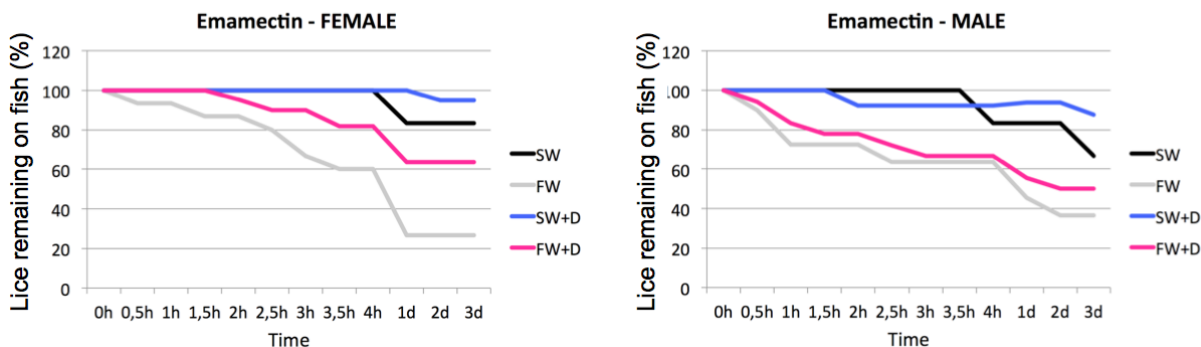 Emamectin - FEMALE
Lice remaining on fish (%)
120
100
80
60
40
20
0
0h 0,5h 1h 1,5h 2h 2,5h 3h 3,5h 4h 1d 2d 3d
Time
SW
FW
SW+D
FW+D
Emamectin - MALE
Lice remaining on fish (%)
120
100
80
60
40
20
0
0h 0,5h 1h 1,5h 2h 2,5h 3h 3,5h 4h 1d 2d 3d
Time
SW
FW
SW+D
FW+D